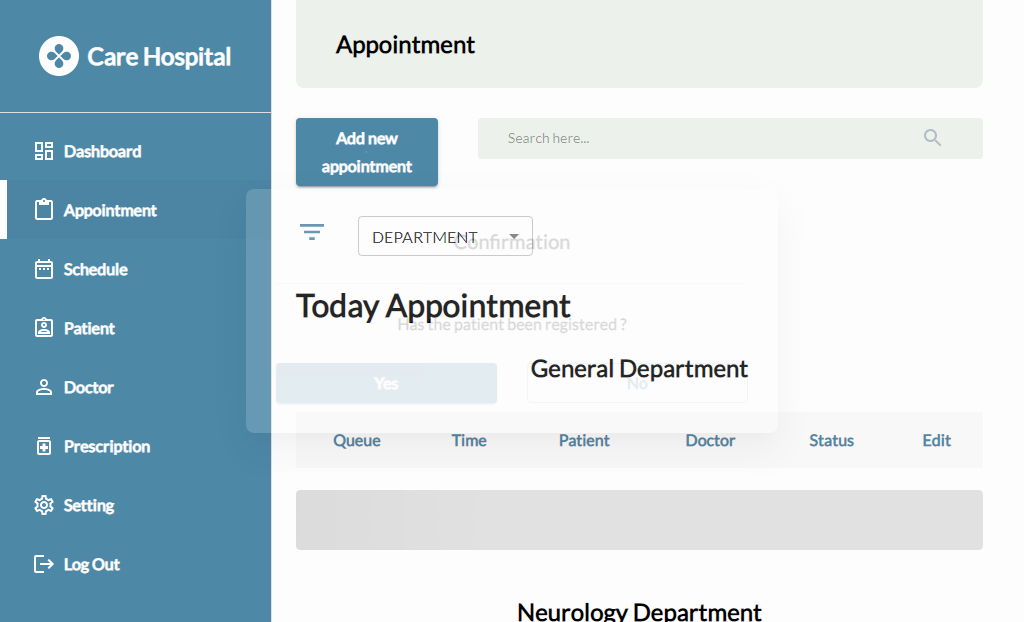 Care Hospital
Dashboard
Appointment
Schedule
Patient
Doctor
Prescription
Setting
Log Out
Appointment
Add new
appointment
Search here...
DEPARTMENT
Confirmation
Today Appointment
Has the patient been registered ?
General Department
Yes
No
Queue Time Patient Doctor Status Edit
Neurology Department